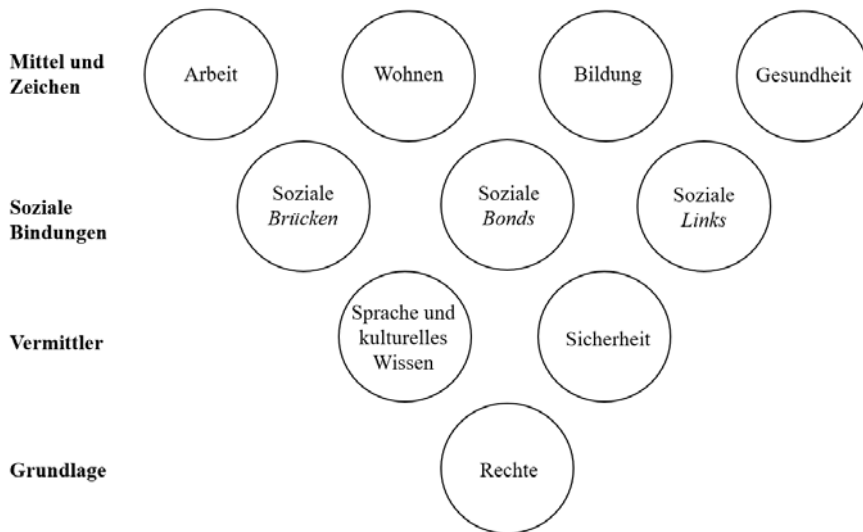 Mittel und
Zeichen
Arbeit
Wohnen
Bildung
Gesundheit
Soziale
Bindungen
Soziale
Brücken
Soziale
Bonds
Soziale
Links
Vermittler
Sprache und
kulturelles
Wissen
Sicherheit
Grundlage
Rechte